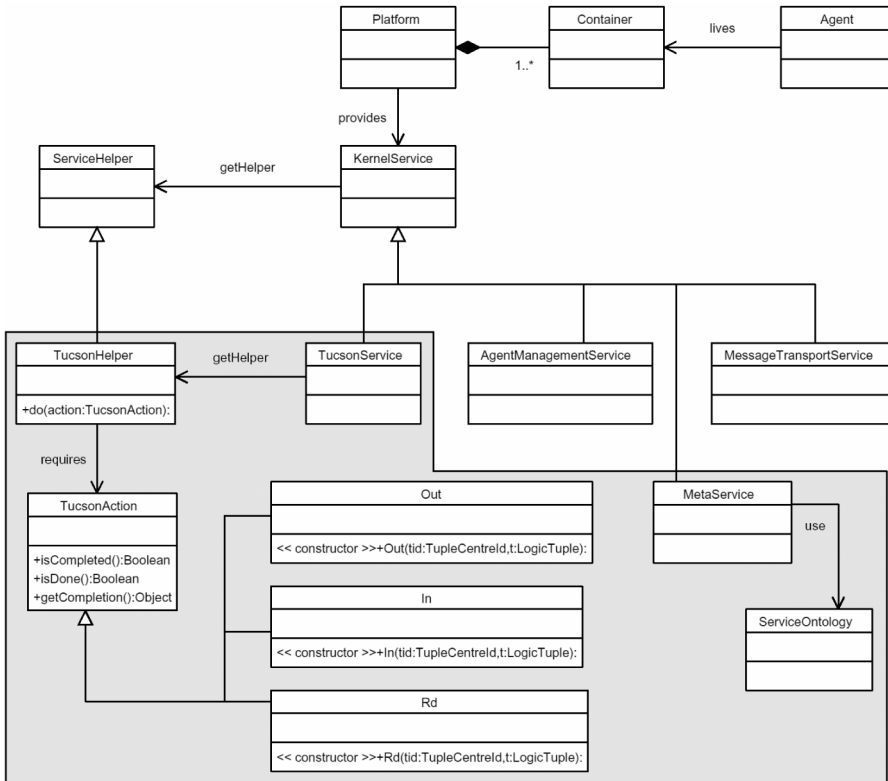 Platform
Container
Agent
lives
1..*
provides
ServiceHelper
KernelService
getHelper
TucsonHelper
TucsonService
AgentManagementService
MessageTransportService
getHelper
+do(action:TucsonAction):
requires
TucsonAction
Out
MetaService
use
+isCompleted():Boolean
+isDone():Boolean
+getCompletion():Object
<< constructor >>+Out(tid:TupleCentreId,t:LogicTuple):
In
<< constructor >>+In(tid:TupleCentreId,t:LogicTuple):
ServiceOntology
Rd
<< constructor >>+Rd(tid:TupleCentreId,t:LogicTuple):